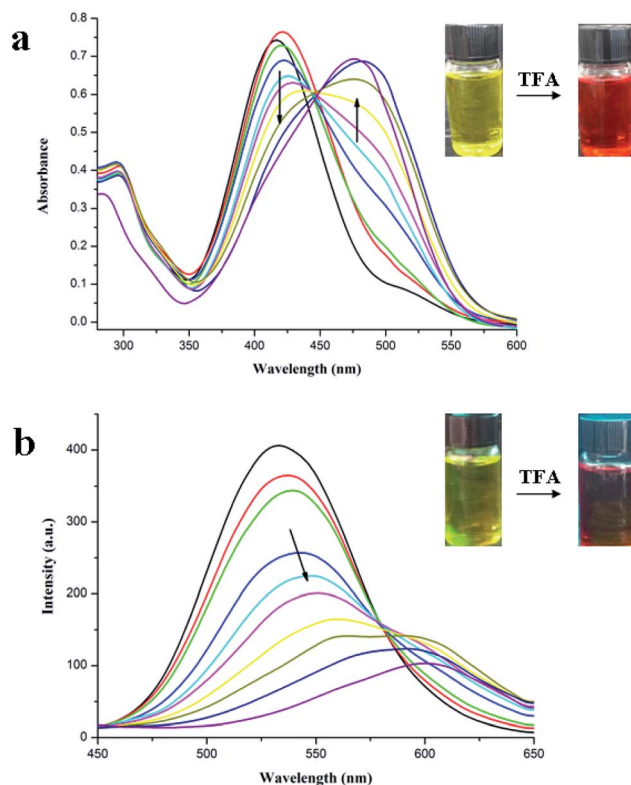 a
TFA
Absorbance
0.8
0.7
0.6
0.5
0.4
0.3
0.2
0.1
0.0
300 350 400 450 500 550 600
Wavelength (nm)
b
TFA
Intensity (a.u.)
400
300
200
100
0
450 500 550 600 650
Wavelength (nm)